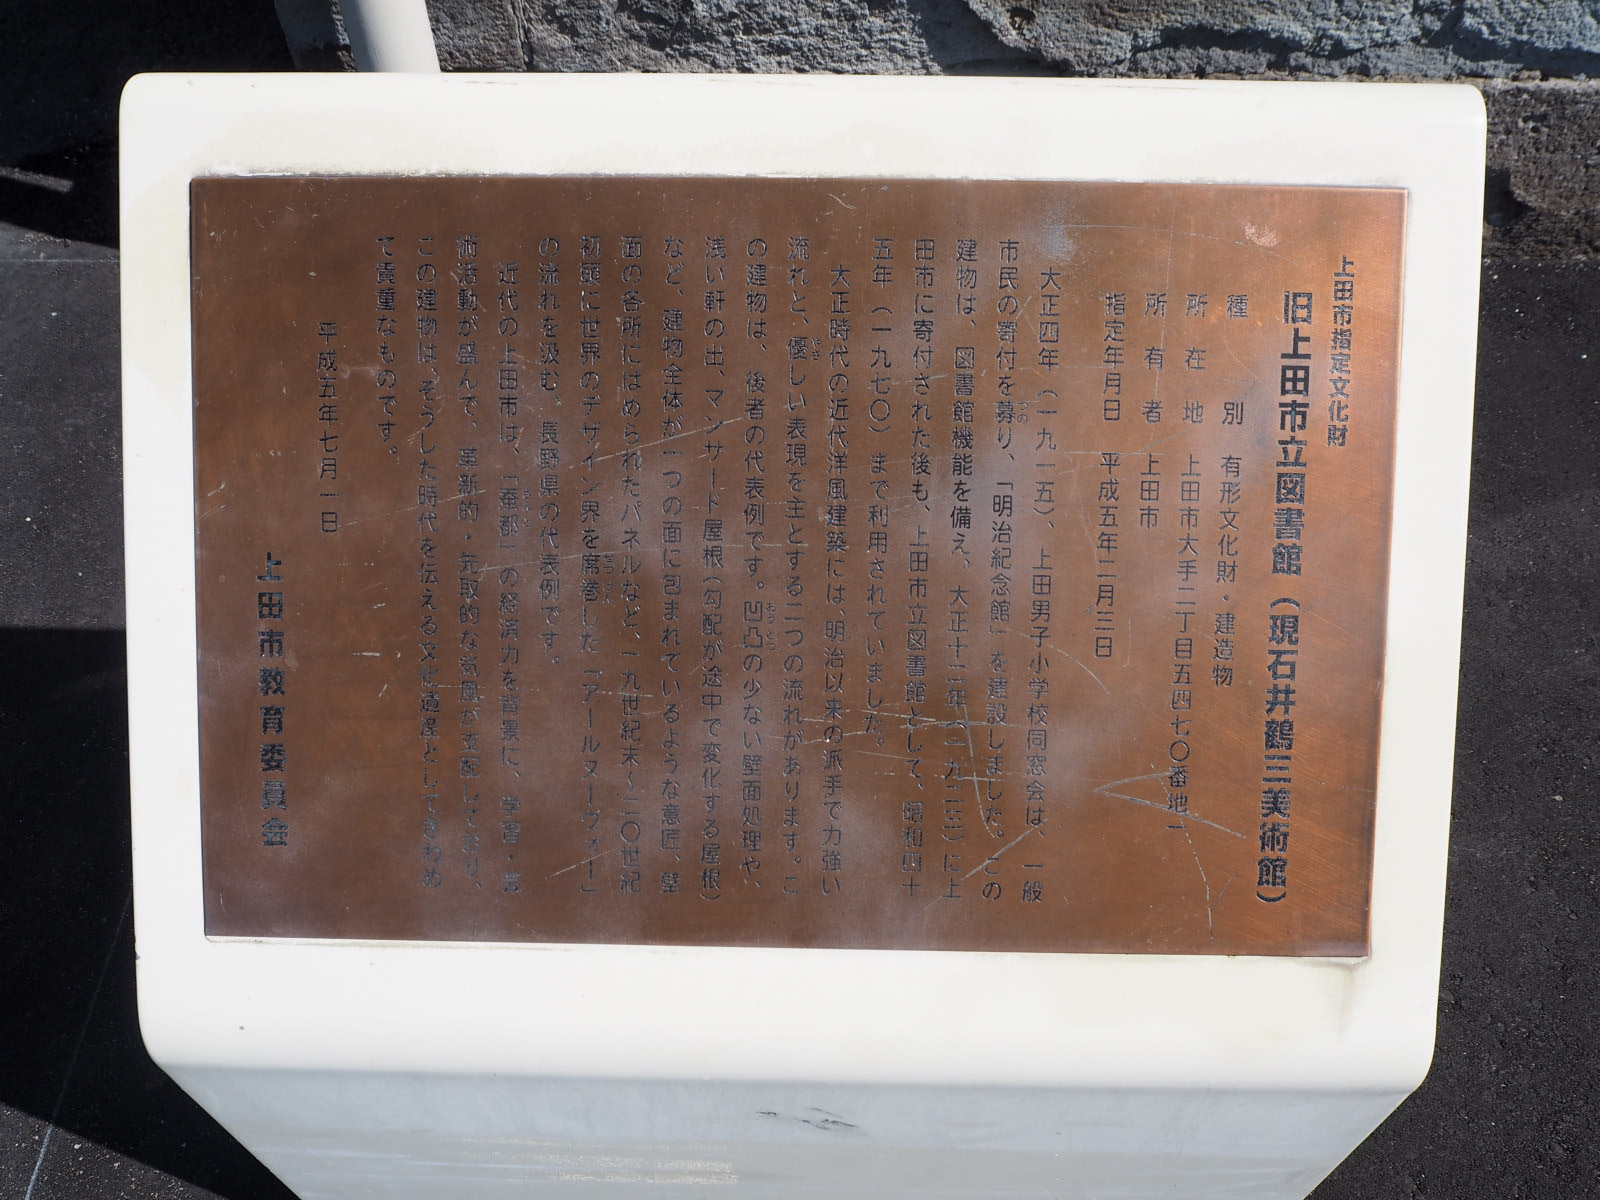 上田市指定文化財
旧上田市立図書館（現石井鶴三美術館）
種別 有形文化財・建造物
所在地 上田市大手二丁目五四七〇番地一
所有者 上田市
指定年月日 平成五年二月三日
大正四年（一九一五）、上田男子小学校同窓会は、一般
市民の寄付を募り、「明治紀念館」を建設しました。この
建物は、図書館機能を備え、大正十二年（一九二三）に上
田市に寄付された後も、上田市立図書館として、昭和四十
五年（一九七〇）まで利用されていました。
大正時代の近代洋風建築には、明治以来の派手で力強い
流れと、優しい表現を主とする二つの流れがあります。こ
の建物は、後者の代表例です。凹凸の少ない壁面処理や、
浅い軒の出、マンサード屋根（勾配が途中で変化する屋根）
など、建物全体が一つの面に包まれているような意匠、壁
面の各所にはめられたパネルなど、一九世紀末～二〇世紀
初頭に世界のデザイン界を席巻した「アールヌーヴォー」
の流れを汲む、長野県の代表例です。
近代の上田市は、「蚕都」の経済力を背景に、学習・芸
術活動が盛んで、革新的・先取的な気風が支配しており、
この建物は、そうした時代を伝える文化遺産としてきわめ
て貴重なものです。
平成五年七月一日
上田市教育委員会